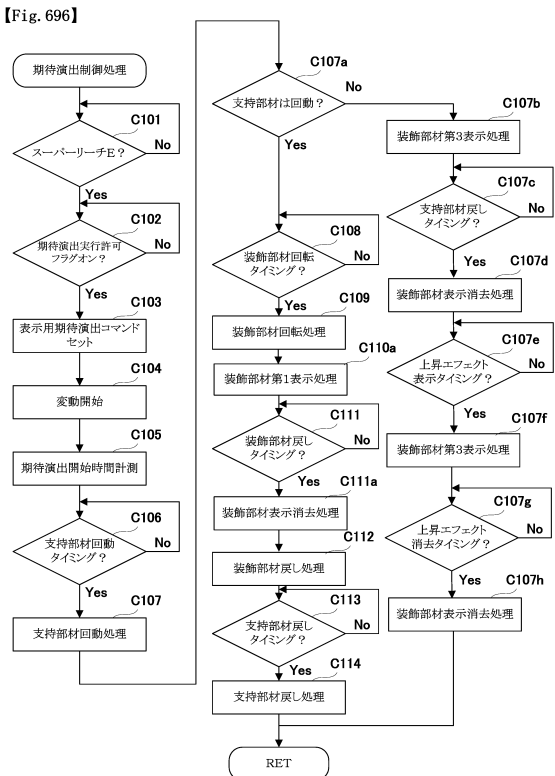 【Fig. 696】
期待演出制御処理
C101
スーパーリーチE？
No
Yes
C102
期待演出実行許可
フラグオン？
No
Yes
C103
表示用期待演出コマンド
セット
C104
変動開始
C105
期待演出開始時間計測
C106
支持部材回動
タイミング？
No
Yes
C107
支持部材回動処理
C107a
支持部材は回動？
No
Yes
C108
装飾部材回転
タイミング？
No
Yes
C109
装飾部材回転処理
C110a
装飾部材第1表示処理
C111
装飾部材戻し
タイミング？
No
Yes
C111a
装飾部材表示消去処理
C112
装飾部材戻し処理
C113
支持部材戻し
タイミング？
No
Yes
C114
支持部材戻し処理
C107b
装飾部材第3表示処理
C107c
支持部材戻し
タイミング？
No
Yes
C107d
装飾部材表示消去処理
C107e
上昇エフェクト
表示タイミング？
No
Yes
C107f
装飾部材第3表示処理
C107g
上昇エフェクト
消去タイミング？
No
Yes
C107h
装飾部材表示消去処理
RET